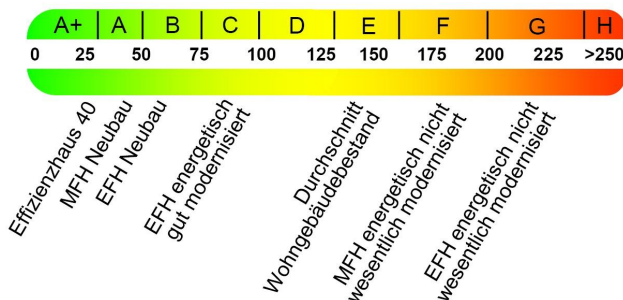 A+ A B C D E F G H
0 25 50 75 100 125 150 175 200 225 >250
Effizienzhaus 40
MFH Neubau
EFH Neubau
EFH energetisch
gut modernisiert
Durchschnitt
Wohngebäudebestand
MFH energetisch nicht
wesentlich modernisiert
EFH energetisch nicht
wesentlich modernisiert